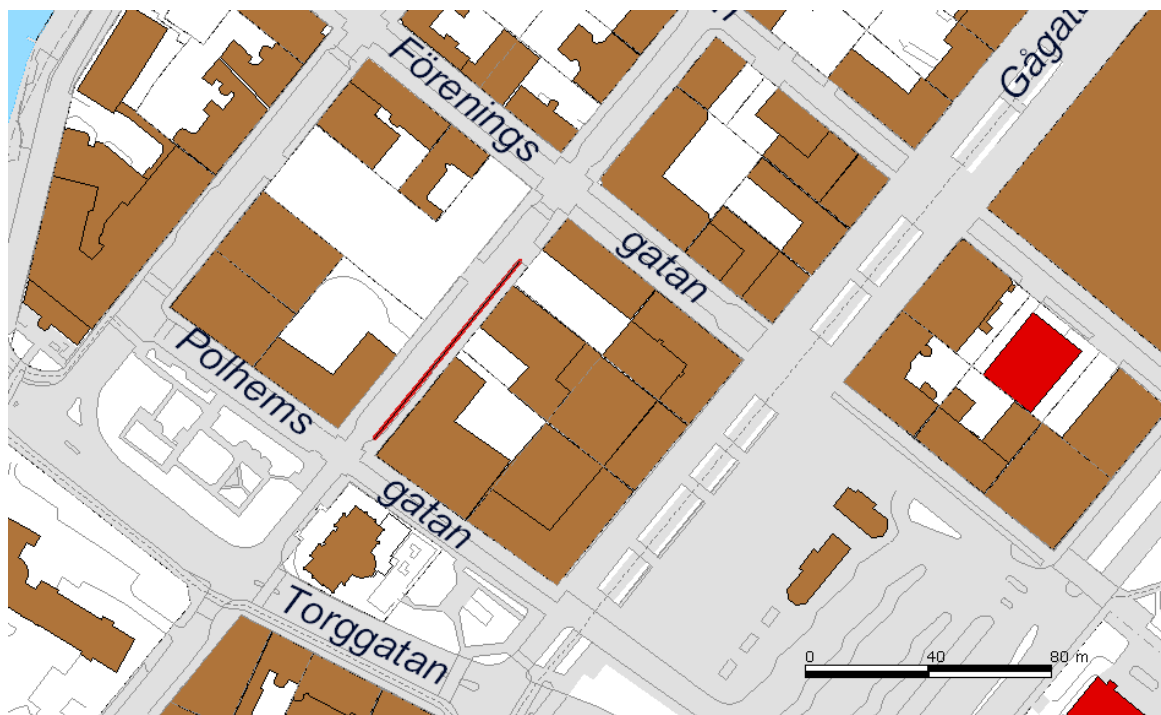 Förenings
gatan
Gågat
Polhems
gatan
Torggatan
0 40 80 m